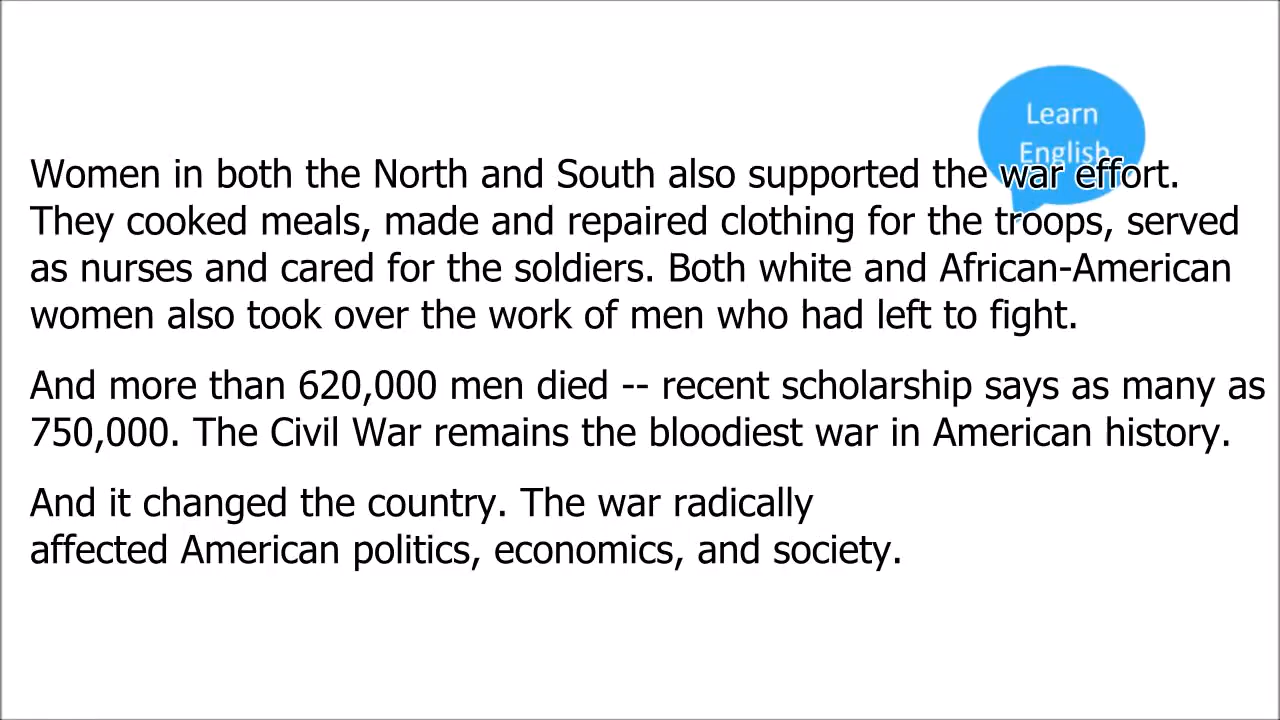 Learn
English
Women in both the North and South also supported the war effort.
They cooked meals, made and repaired clothing for the troops, served
as nurses and cared for the soldiers. Both white and African-American
women also took over the work of men who had left to fight.
And more than 620,000 men died -- recent scholarship says as many as
750,000. The Civil War remains the bloodiest war in American history.
And it changed the country. The war radically
affected American politics, economics, and society.